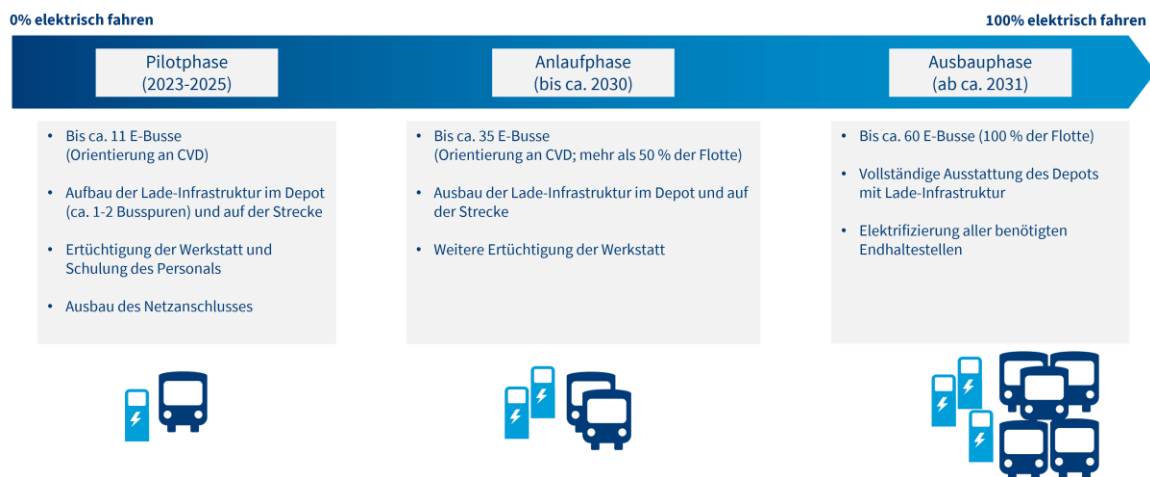 0% elektrisch fahren
100% elektrisch fahren
Pilotphase
(2023-2025)
Anlaufphase
(bis ca. 2030)
Ausbauphase
(ab ca. 2031)
• Bis ca. 11 E-Busse
(Orientierung an CVD)
• Aufbau der Lade-Infrastruktur im Depot
(ca. 1-2 Busspuren) und auf der Strecke
• Ertüchtigung der Werkstatt und
Schulung des Personals
• Ausbau des Netzanschlusses
• Bis ca. 35 E-Busse
(Orientierung an CVD; mehr als 50 % der Flotte)
• Ausbau der Lade-Infrastruktur im Depot und auf
der Strecke
• Weitere Ertüchtigung der Werkstatt
• Bis ca. 60 E-Busse (100 % der Flotte)
• Vollständige Ausstattung des Depots
mit Lade-Infrastruktur
• Elektrifizierung aller benötigten
Endhaltestellen